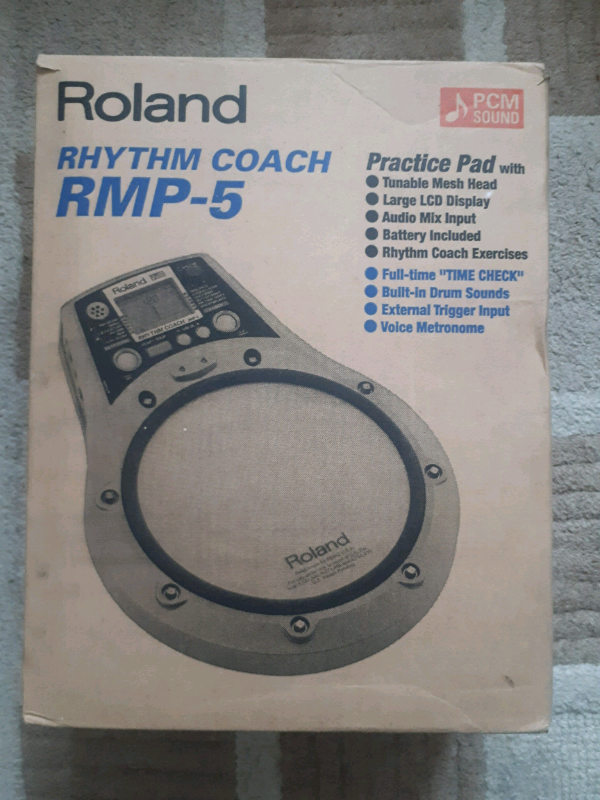 Roland
PCM
SOUND
RHYTHM COACH
RMP-5
Practice Pad with
● Tunable Mesh Head
● Large LCD Display
● Audio Mix Input
● Battery Included
● Rhythm Coach Exercises
● Full-time "TIME CHECK"
● Built-in Drum Sounds
● External Trigger Input
● Voice Metronome
Roland
RHYTHM COACH
Roland